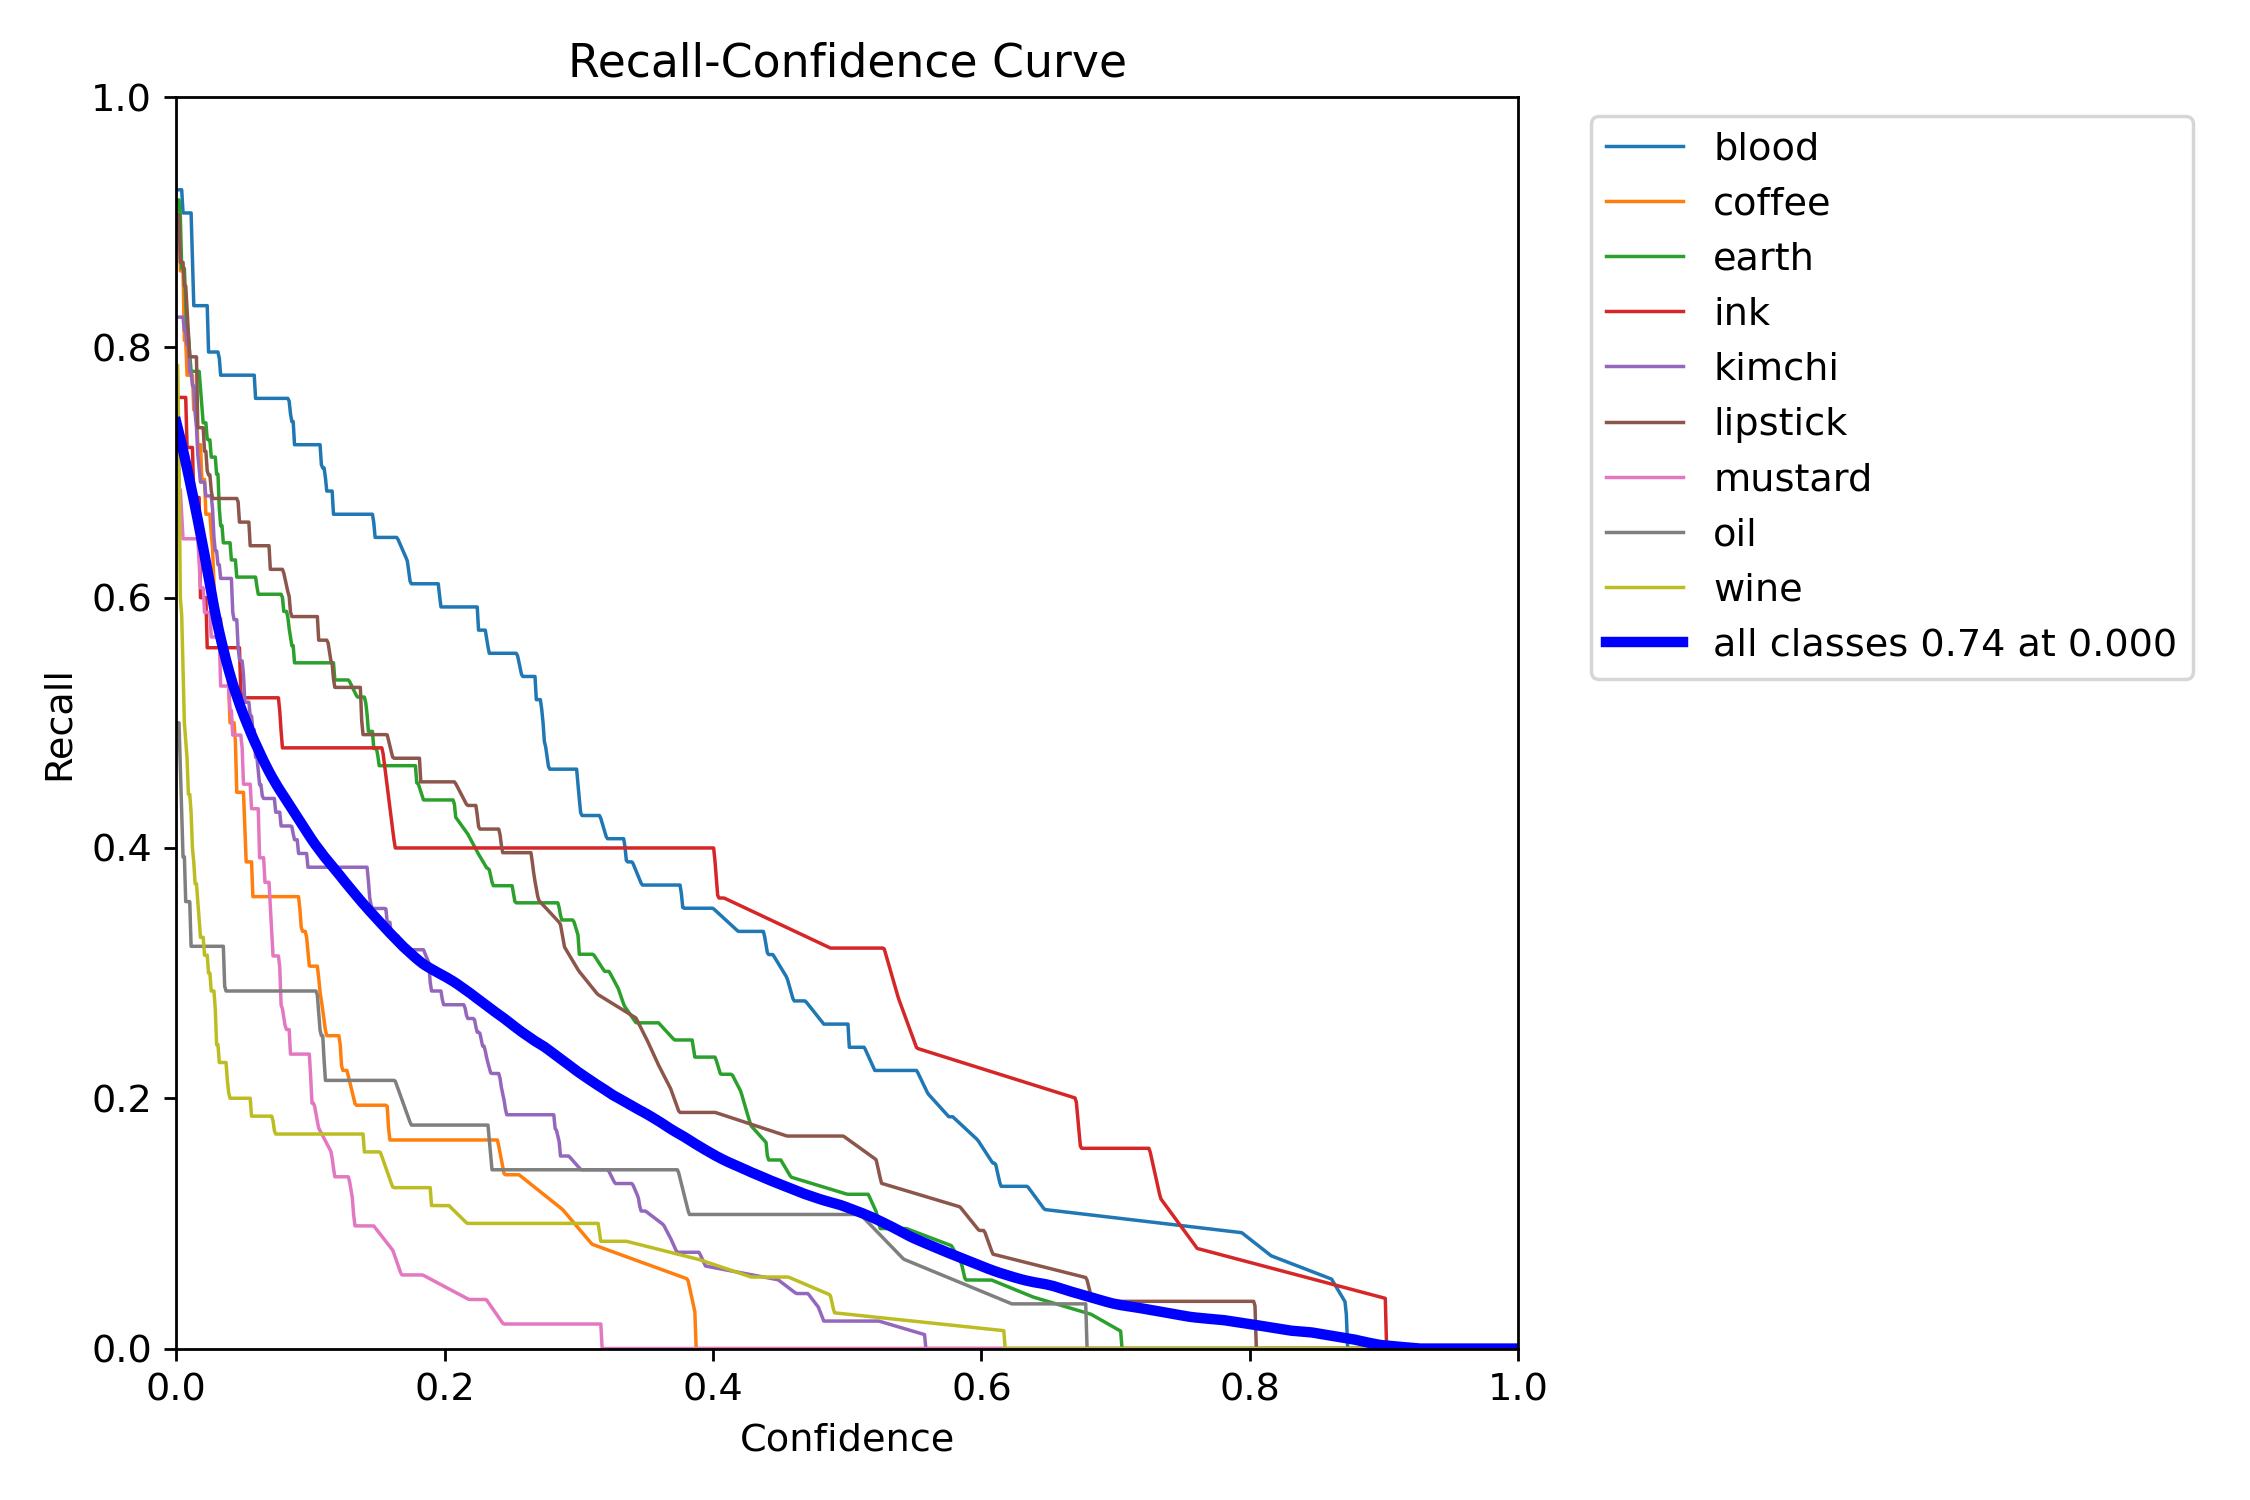 Recall-Confidence Curve
1.0
0.8
0.6
0.4
0.2
0.0
Recall
0.0 0.2 0.4 0.6 0.8 1.0
Confidence
blood
coffee
earth
ink
kimchi
lipstick
mustard
oil
wine
all classes 0.74 at 0.000